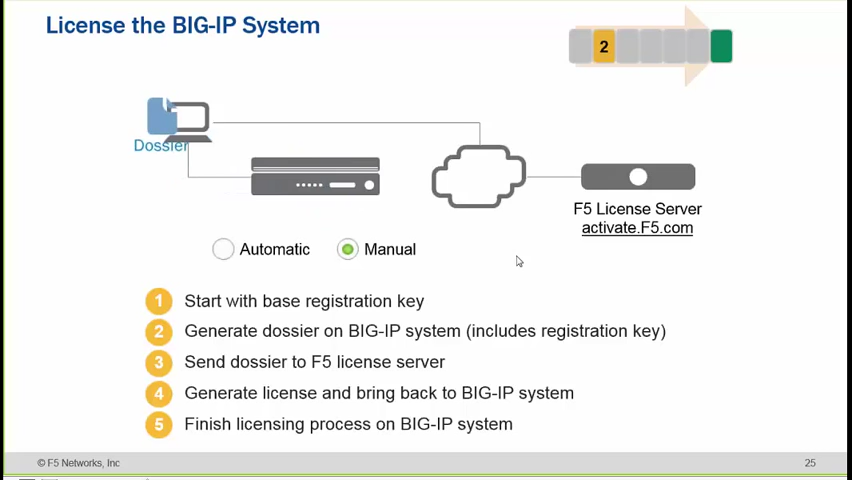 License the BIG-IP System
2
Dossier
F5 License Server
activate.F5.com
Automatic
Manual
1 Start with base registration key
2 Generate dossier on BIG-IP system (includes registration key)
3 Send dossier to F5 license server
4 Generate license and bring back to BIG-IP system
5 Finish licensing process on BIG-IP system
© F5 Networks, Inc
25